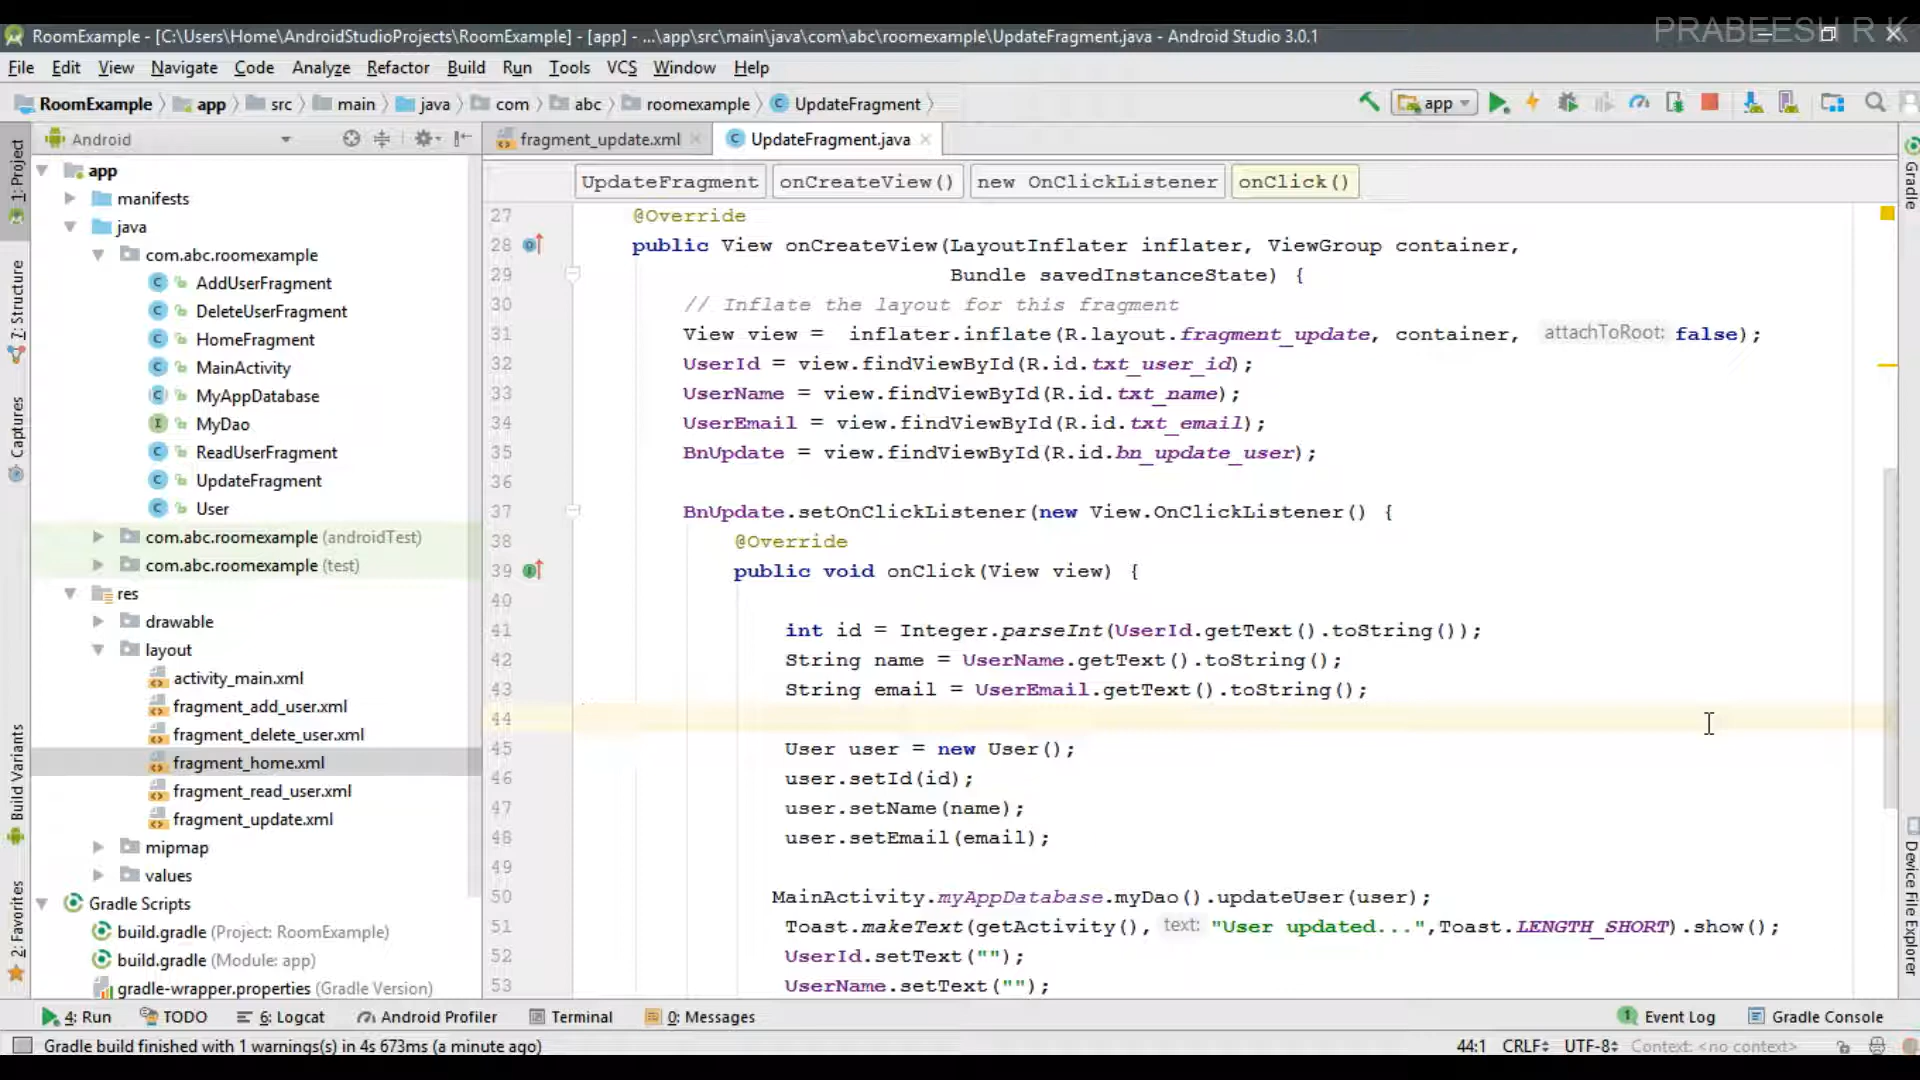 PRABEESH R K
RoomExample - [C:\Users\Home\AndroidStudioProjects\RoomExample] - [app] - ...\app\src\main\java\com\abc\roomexample\UpdateFragment.java - Android Studio 3.0.1
File Edit View Navigate Code Analyze Refactor Build Run Tools VCS Window Help
RoomExample app src main java com abc roomexample UpdateFragment app
Android
fragment_update.xml UpdateFragment.java
UpdateFragment onCreateView() new OnClickListener onClick()
1: Project
7: Structure
Captures
Build Variants
2: Favorites
app
manifests
java
com.abc.roomexample
AddUserFragment
DeleteUserFragment
HomeFragment
MainActivity
MyAppDatabase
MyDao
ReadUserFragment
UpdateFragment
User
com.abc.roomexample (androidTest)
com.abc.roomexample (test)
res
drawable
layout
activity_main.xml
fragment_add_user.xml
fragment_delete_user.xml
fragment_home.xml
fragment_read_user.xml
fragment_update.xml
mipmap
values
Gradle Scripts
build.gradle (Project: RoomExample)
build.gradle (Module: app)
gradle-wrapper.properties (Gradle Version)
27 @Override
28 public View onCreateView(LayoutInflater inflater, ViewGroup container,
29 Bundle savedInstanceState) {
30 // Inflate the layout for this fragment
31 View view = inflater.inflate(R.layout.fragment_update, container, attachToRoot: false);
32 UserId = view.findViewById(R.id.txt_user_id);
33 UserName = view.findViewById(R.id.txt_name);
34 UserEmail = view.findViewById(R.id.txt_email);
35 BnUpdate = view.findViewById(R.id.bn_update_user);
36
37 BnUpdate.setOnClickListener(new View.OnClickListener() {
38 @Override
39 public void onClick(View view) {
40
41 int id = Integer.parseInt(UserId.getText().toString());
42 String name = UserName.getText().toString();
43 String email = UserEmail.getText().toString();
44
45 User user = new User();
46 user.setId(id);
47 user.setName(name);
48 user.setEmail(email);
49
50 MainActivity.myAppDatabase.myDao().updateUser(user);
51 Toast.makeText(getActivity(), text: "User updated...",Toast.LENGTH_SHORT).show();
52 UserId.setText("");
53 UserName.setText("");
Gradle
Device File Explorer
4: Run TODO 6: Logcat Android Profiler Terminal 0: Messages 1 Event Log Gradle Console
Gradle build finished with 1 warnings(s) in 4s 673ms (a minute ago) 44:1 CRLF UTF-8 Context: <no context>